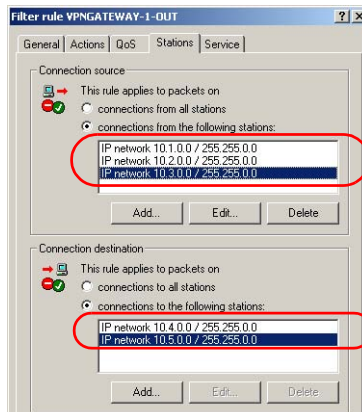 Filter rule VPNGATEWAY-1-OUT
General Actions QoS Stations Service
Connection source
This rule applies to packets on
connections from all stations
connections from the following stations:
IP network 10.1.0.0 / 255.255.0.0
IP network 10.2.0.0 / 255.255.0.0
IP network 10.3.0.0 / 255.255.0.0
Add... Edit... Delete
Connection destination
This rule applies to packets on
connections to all stations
connections to the following stations:
IP network 10.4.0.0 / 255.255.0.0
IP network 10.5.0.0 / 255.255.0.0
Add... Edit... Delete